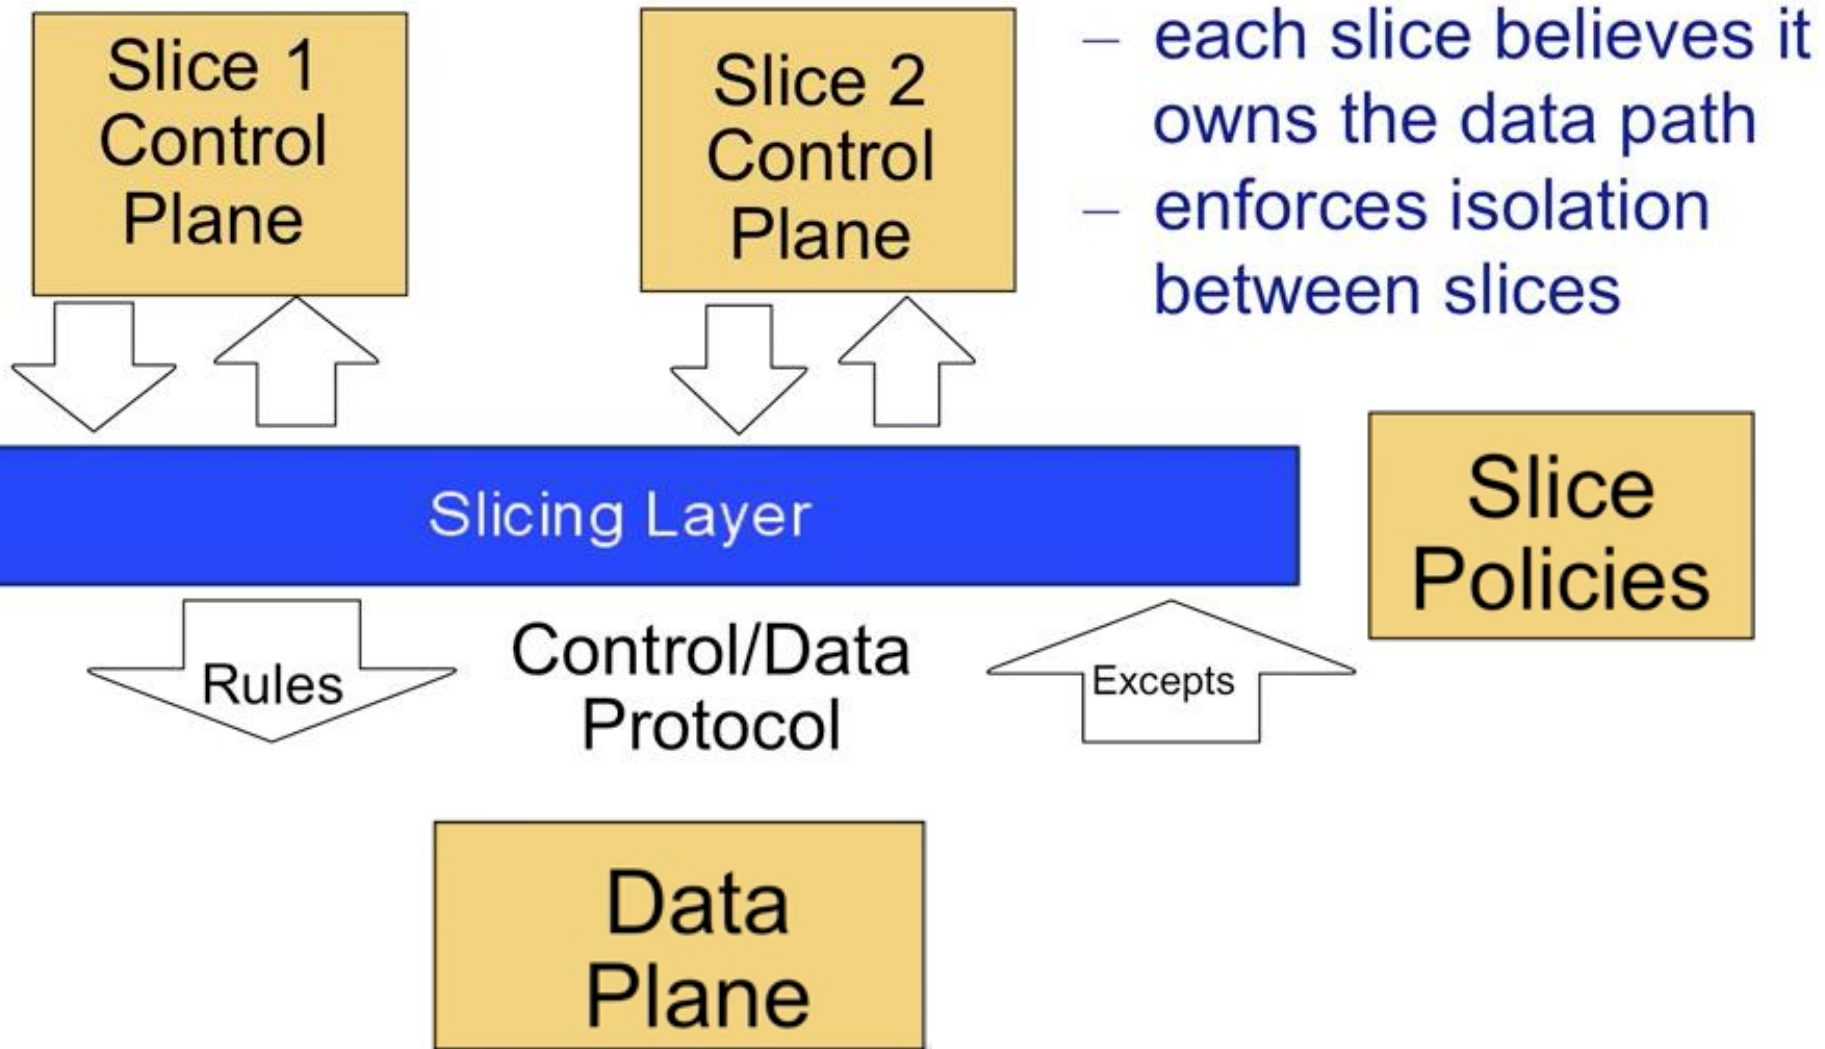 Slice 1
Control
Plane
Slice 2
Control
Plane
– each slice believes it
owns the data path
– enforces isolation
between slices
Slicing Layer
Slice
Policies
Rules
Control/Data
Protocol
Excepts
Data
Plane